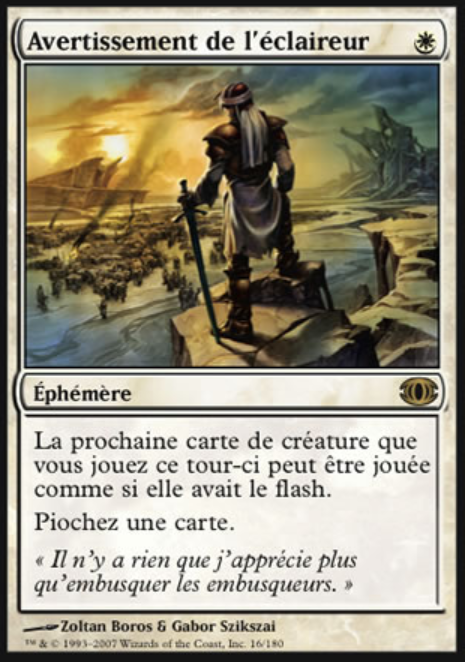 Avertissement de l'éclaireur
Éphémère
La prochaine carte de créature que
vous jouez ce tour-ci peut être jouée
comme si elle avait le flash.
Piochez une carte.
« Il n'y a rien que j'apprécie plus
qu'embusquer les embusqueurs. »
Zoltan Boros & Gabor Szikszai
™ & © 1993–2007 Wizards of the Coast, Inc. 16/180